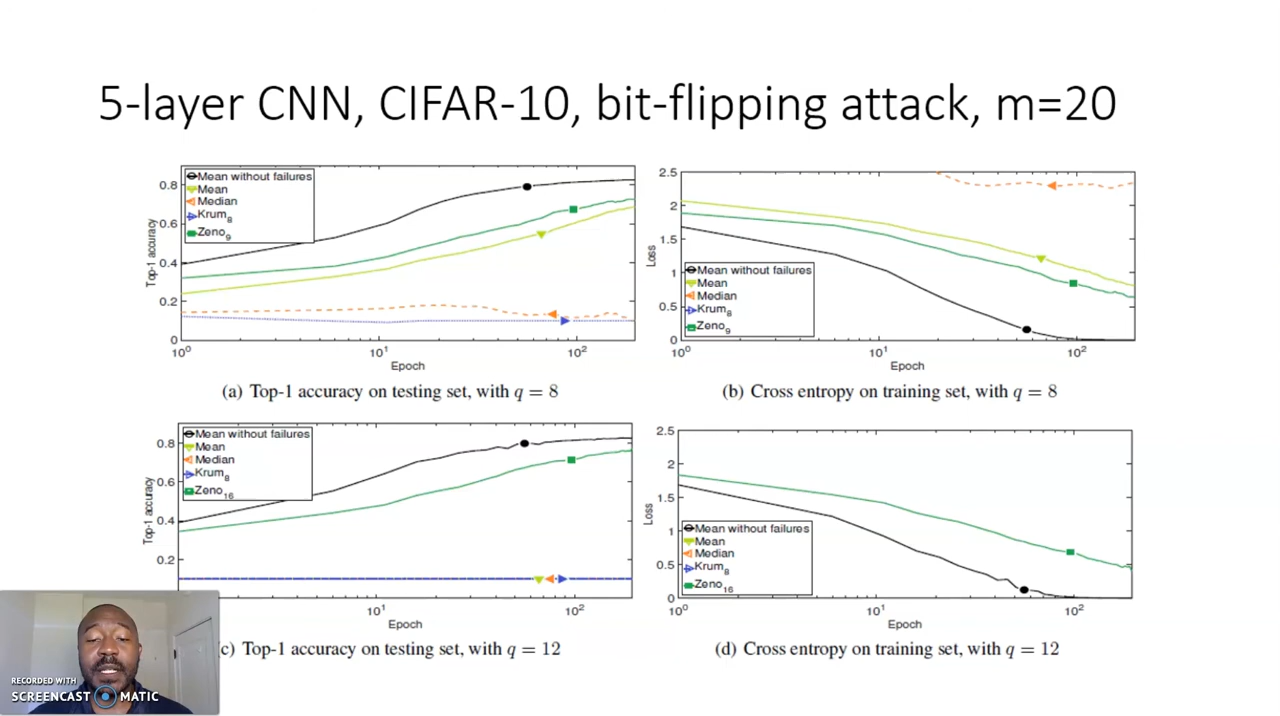 5-layer CNN, CIFAR-10, bit-flipping attack, m=20
Mean without failures
Mean
Median
Krum8
Zeno9
Top-1 accuracy
0.8
0.6
0.4
0.2
0
10^0
10^1
10^2
Epoch
(a) Top-1 accuracy on testing set, with q = 8
2.5
2
1.5
1
0.5
0
Loss
Mean without failures
Mean
Median
Krum8
Zeno9
10^0
10^1
10^2
Epoch
(b) Cross entropy on training set, with q = 8
Mean without failures
Mean
Median
Krum8
Zeno16
Top-1 accuracy
0.8
0.6
0.4
0.2
10^1
10^2
Epoch
c) Top-1 accuracy on testing set, with q = 12
2.5
2
1.5
1
0.5
0
Loss
Mean without failures
Mean
Median
Krum8
Zeno16
10^0
10^1
10^2
Epoch
(d) Cross entropy on training set, with q = 12
RECORDED WITH
SCREENCAST MATIC